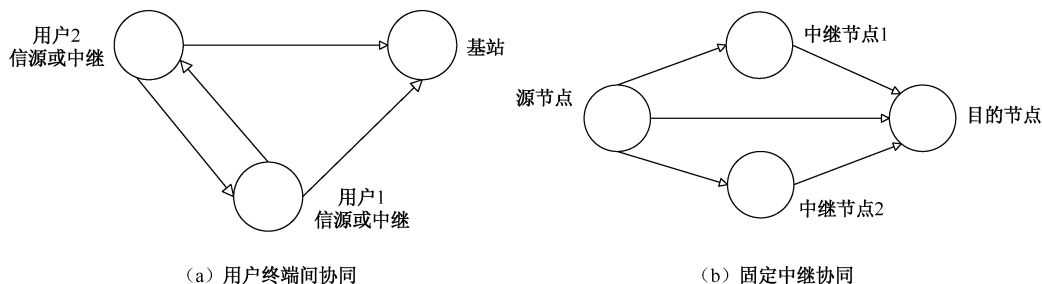 用户2
信源或中继
基站
用户1
信源或中继
(a)用户终端间协同
中继节点1
源节点
目的节点
中继节点2
(b)固定中继协同